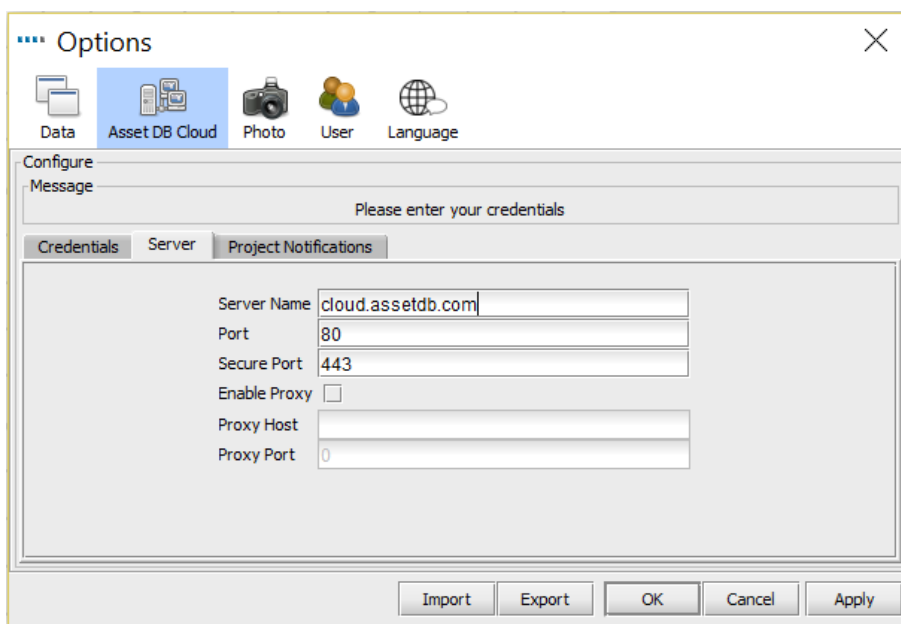 Options
Data Asset DB Cloud Photo User Language
Configure
Message
Please enter your credentials
Credentials Server Project Notifications
Server Name cloud.assetdb.com
Port 80
Secure Port 443
Enable Proxy
Proxy Host
Proxy Port 0
Import Export OK Cancel Apply